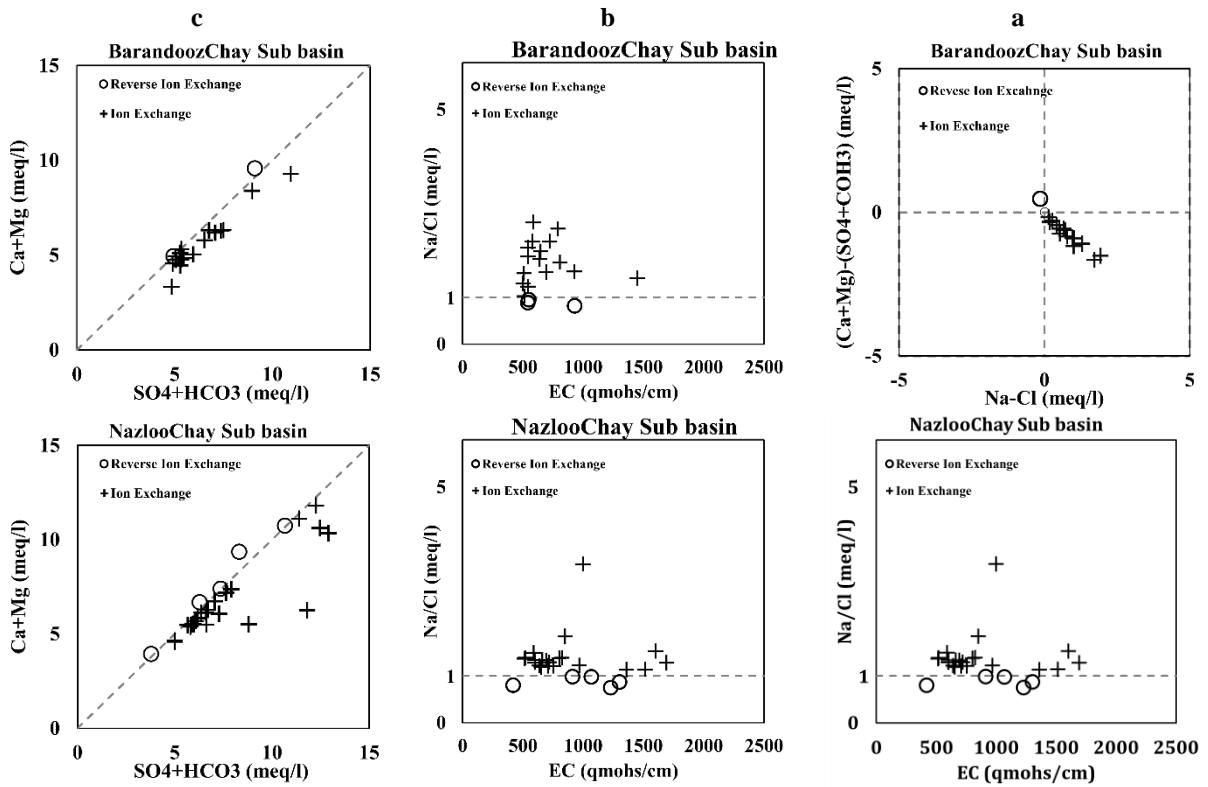 c
b
a
BarandoozChay Sub basin
15
10
5
0
Ca+Mg (meq/l)
Reverse Ion Exchange
Ion Exchange
0
5
10
15
SO4+HCO3 (meq/l)
BarandoozChay Sub basin
5
1
0
Na/Cl (meq/l)
Reverse Ion Exchange
Ion Exchange
0
500
1000
1500
2000
2500
EC (qmohs/cm)
BarandoozChay Sub basin
5
0
-5
(Ca+Mg)-(SO4+COH3) (meq/l)
Revese Ion Excahnge
Ion Exchange
-5
0
5
Na-Cl (meq/l)
NazlooChay Sub basin
15
10
5
0
Ca+Mg (meq/l)
Reverse Ion Exchange
Ion Exchange
0
5
10
15
SO4+HCO3 (meq/l)
NazlooChay Sub basin
5
1
0
Na/Cl (meq/l)
Reverse Ion Exchange
Ion Exchange
0
500
1000
1500
2000
2500
EC (qmohs/cm)
NazlooChay Sub basin
5
1
0
Na/Cl (meq/l)
Reverse Ion Exchange
Ion Exchange
0
500
1000
1500
2000
2500
EC (qmohs/cm)